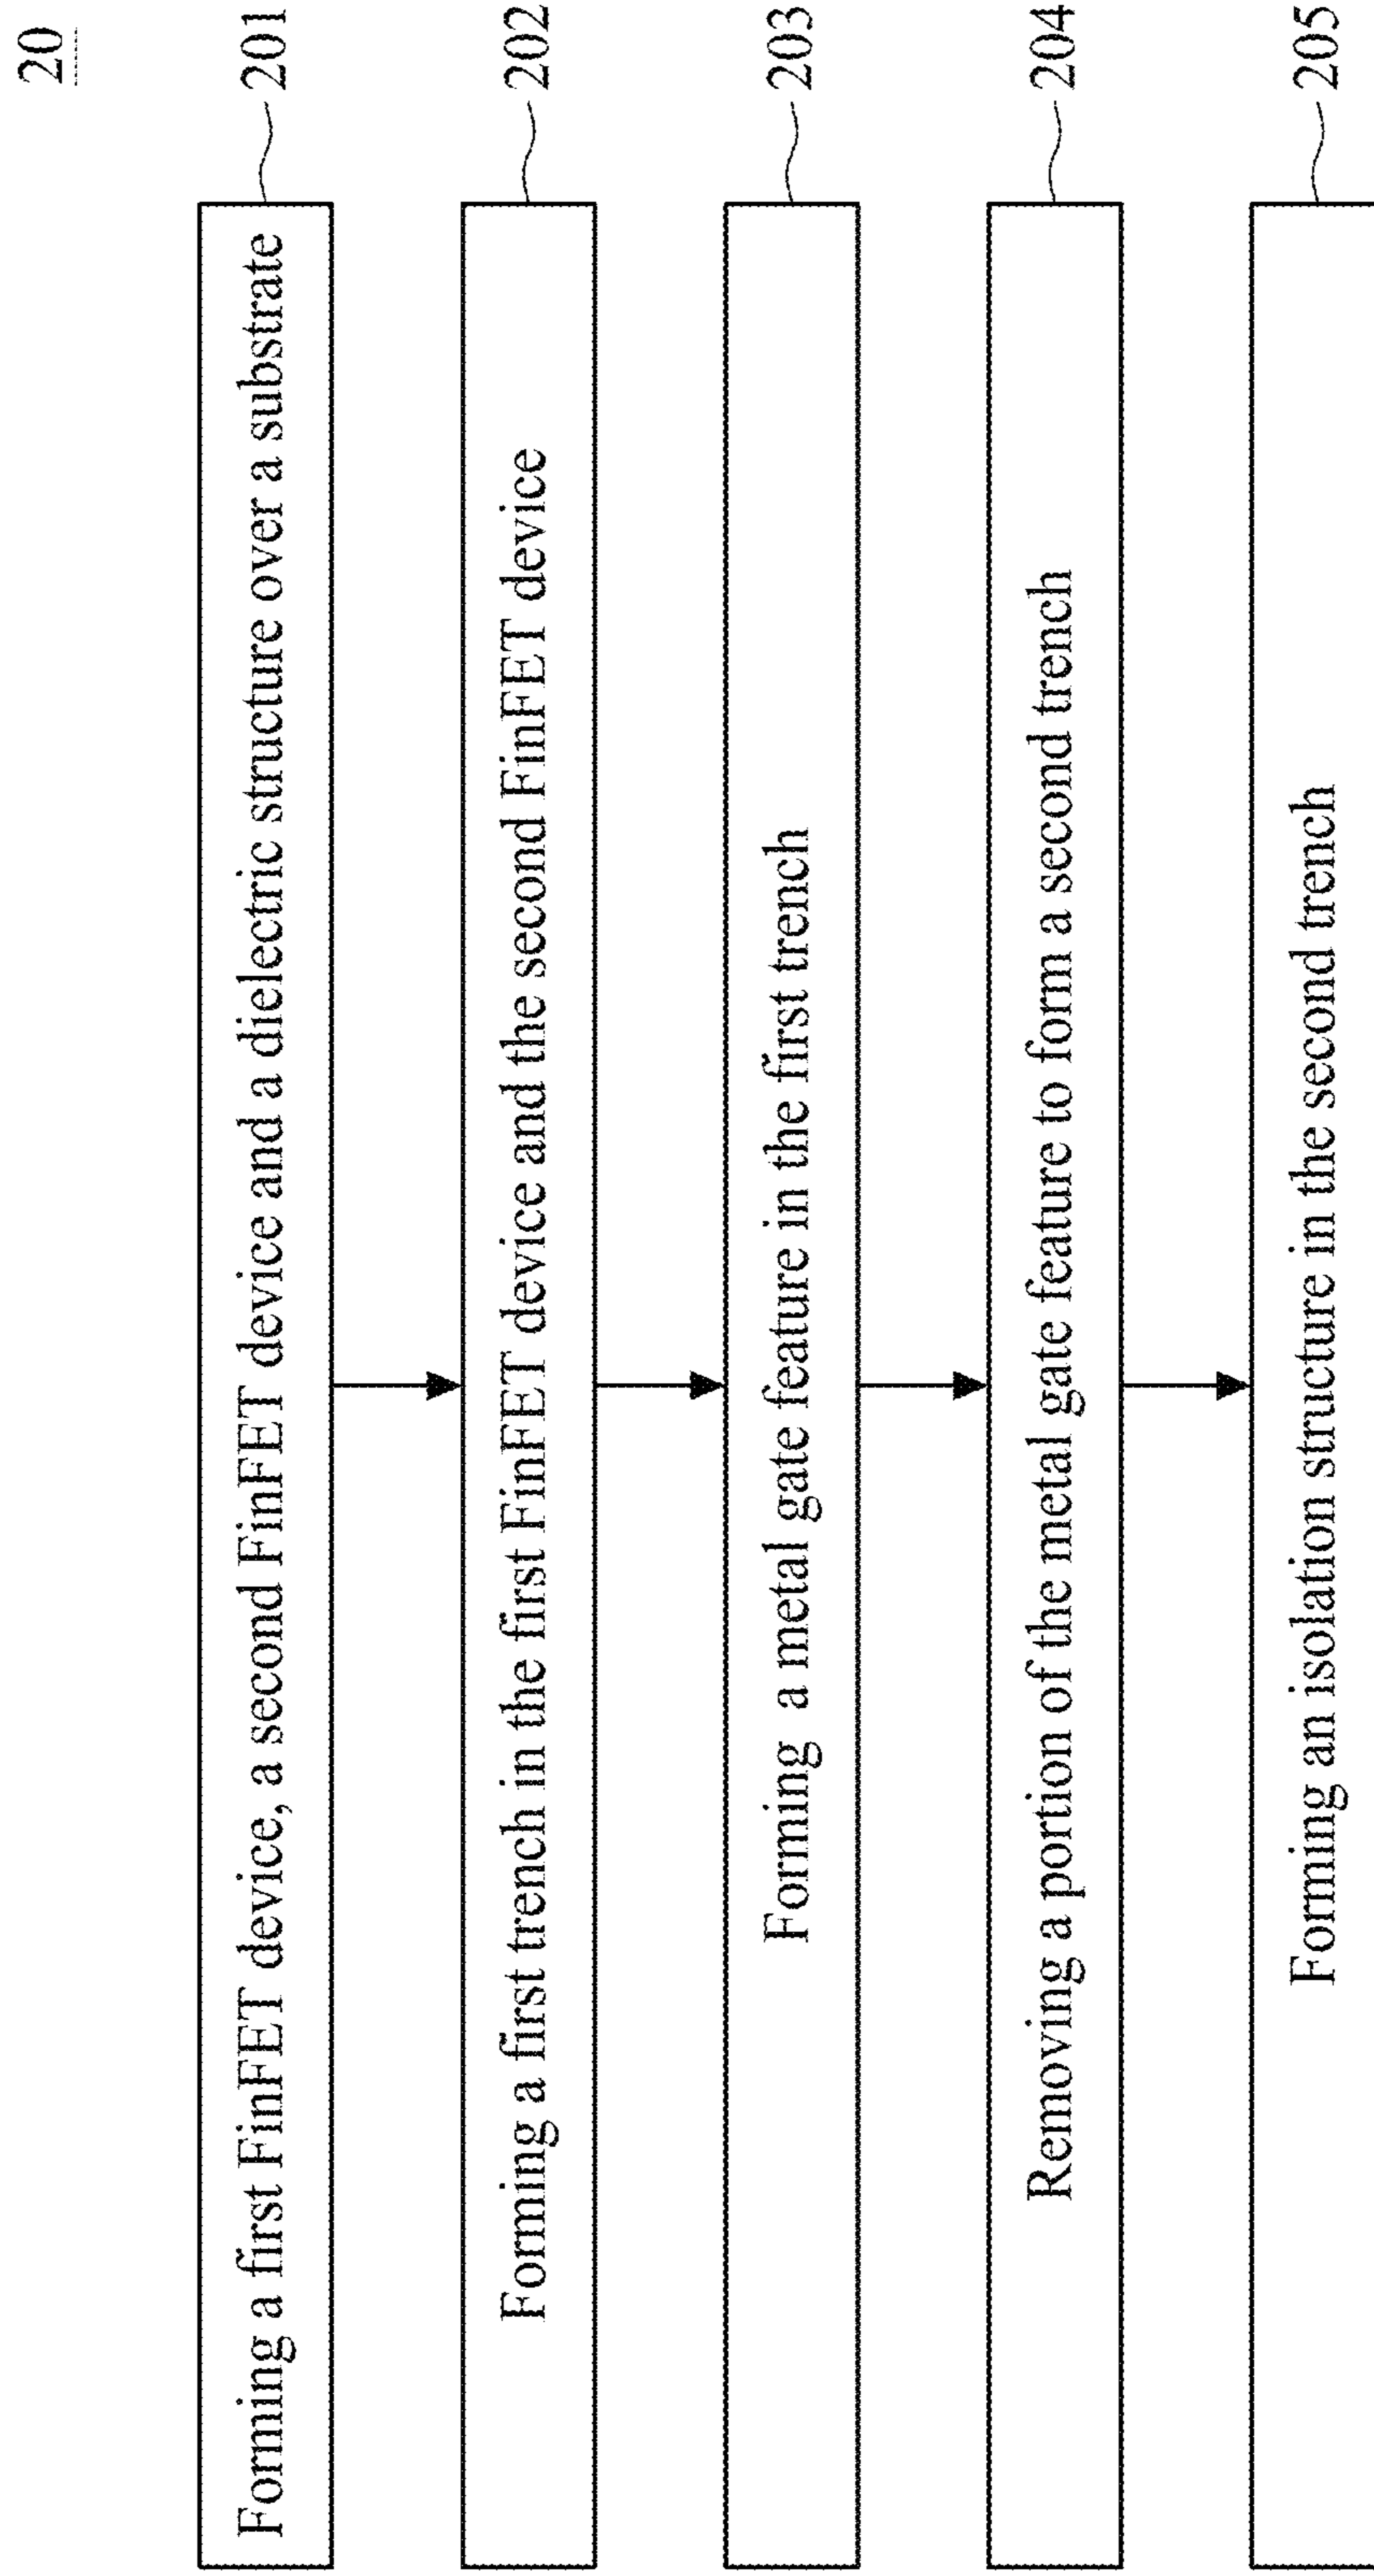 20
Forming a first FinFET device, a second FinFET device and a dielectric structure over a substrate
201
Forming a first trench in the first FinFET device and the second FinFET device
202
Forming a metal gate feature in the first trench
203
Removing a portion of the metal gate feature to form a second trench
204
Forming an isolation structure in the second trench
205